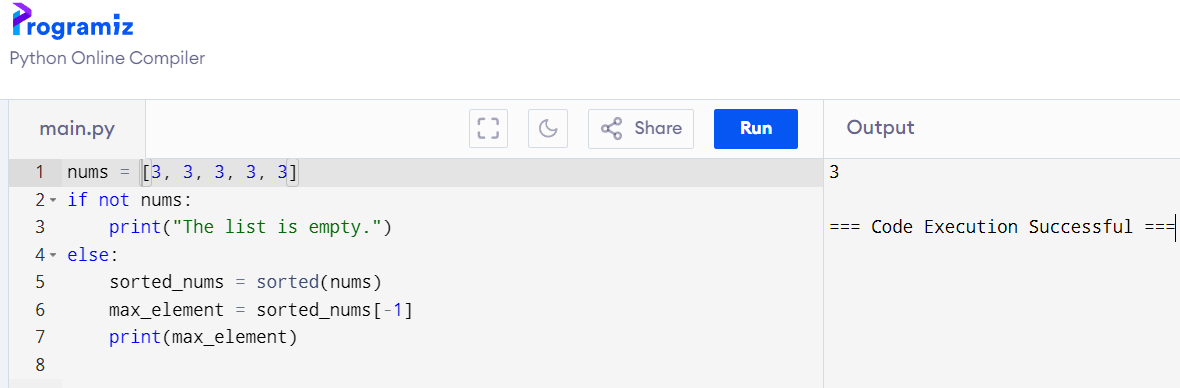 Programiz
Python Online Compiler
main.py
Share
Run
Output
1 nums = [3, 3, 3, 3, 3]
2 if not nums:
3     print("The list is empty.")
4 else:
5     sorted_nums = sorted(nums)
6     max_element = sorted_nums[-1]
7     print(max_element)
8
3
=== Code Execution Successful ===